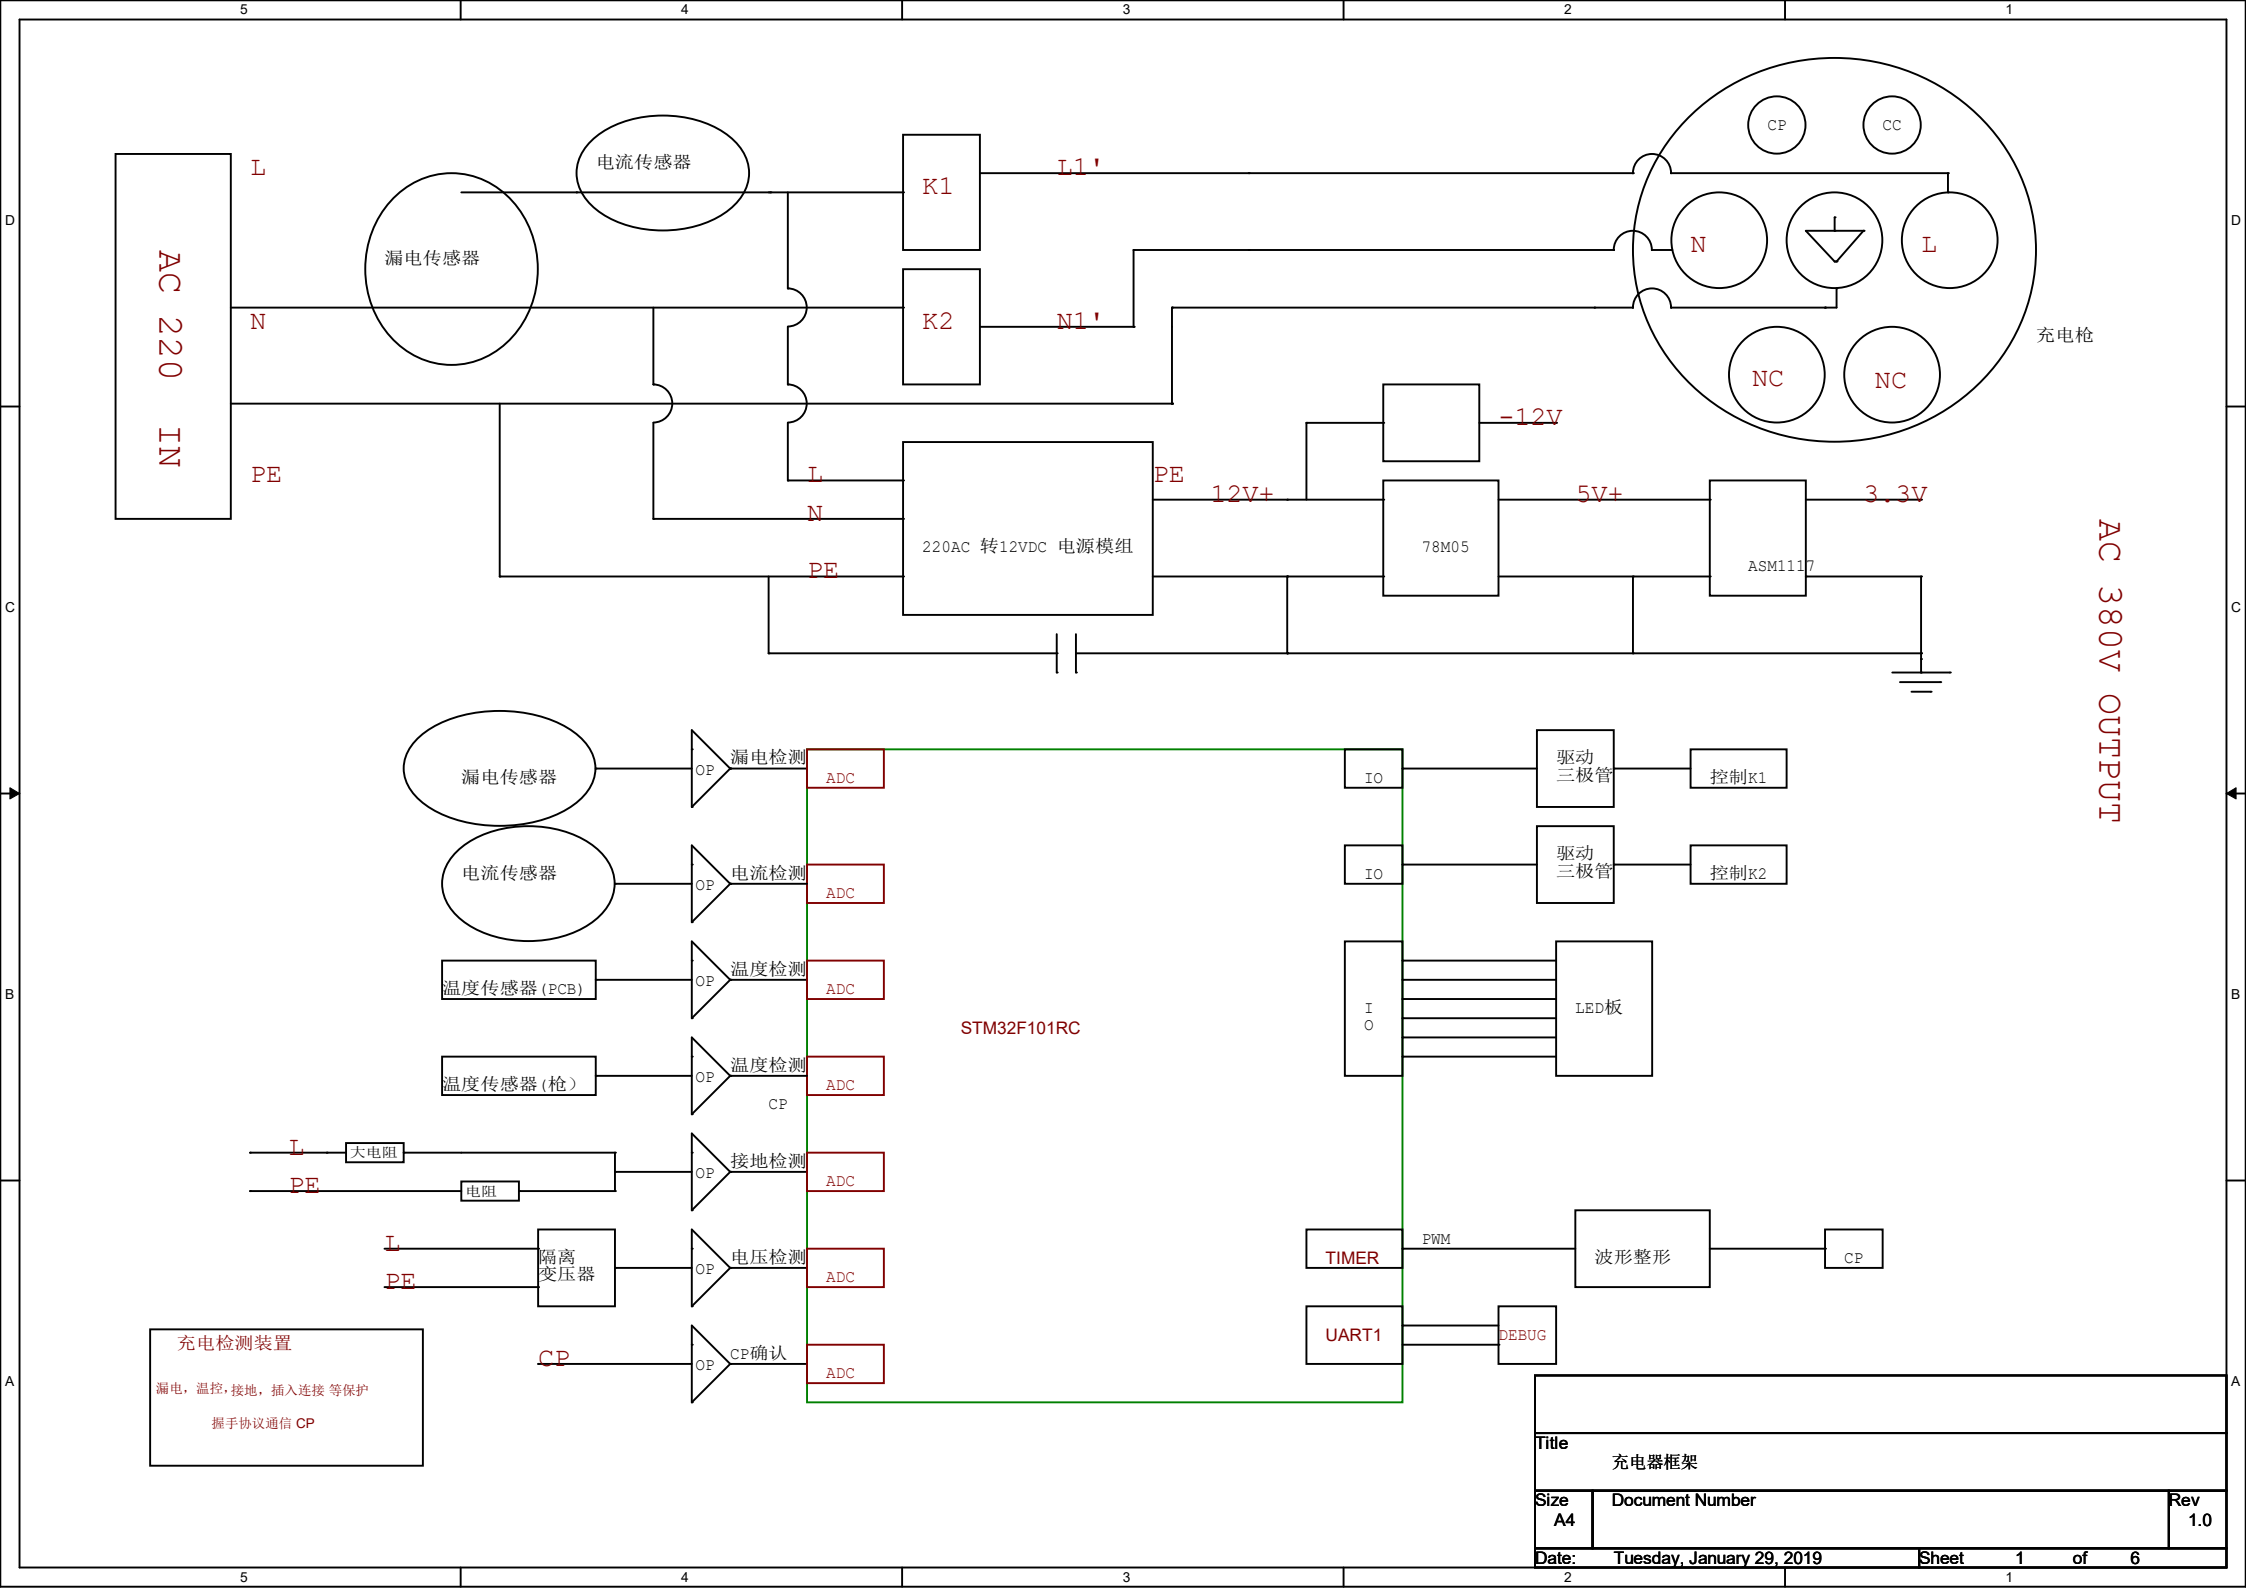 5
4
3
2
1
D
D
C
C
B
B
A
A
AC 220 IN
L
N
PE
漏电传感器
电流传感器
K1
K2
L1'
N1'
CP
CC
N
L
NC
NC
充电枪
-12V
L
N
PE
220AC 转12VDC 电源模组
PE
12V+
78M05
5V+
ASM1117
3.3V
AC 380V OUTPUT
漏电传感器
OP
漏电检测
ADC
电流传感器
OP
电流检测
ADC
温度传感器(PCB)
OP
温度检测
ADC
温度传感器(枪）
OP
温度检测
ADC
CP
L
大电阻
PE
电阻
OP
接地检测
ADC
L
PE
隔离
变压器
OP
电压检测
ADC
CP
OP
CP确认
ADC
STM32F101RC
IO
驱动
三极管
控制K1
IO
驱动
三极管
控制K2
I
O
LED板
TIMER
PWM
波形整形
CP
UART1
DEBUG
充电检测装置
漏电，温控，接地，插入连接 等保护
握手协议通信 CP
Title
充电器框架
Size
A4
Document Number
Rev
1.0
Date:
Tuesday, January 29, 2019
Sheet 1 of 6
5
4
3
2
1